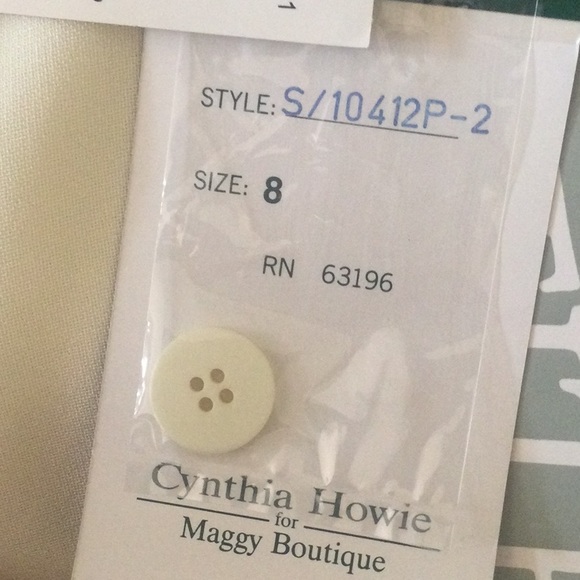 STYLE: S/10412P-2
SIZE: 8
RN 63196
Cynthia Howie
for
Maggy Boutique